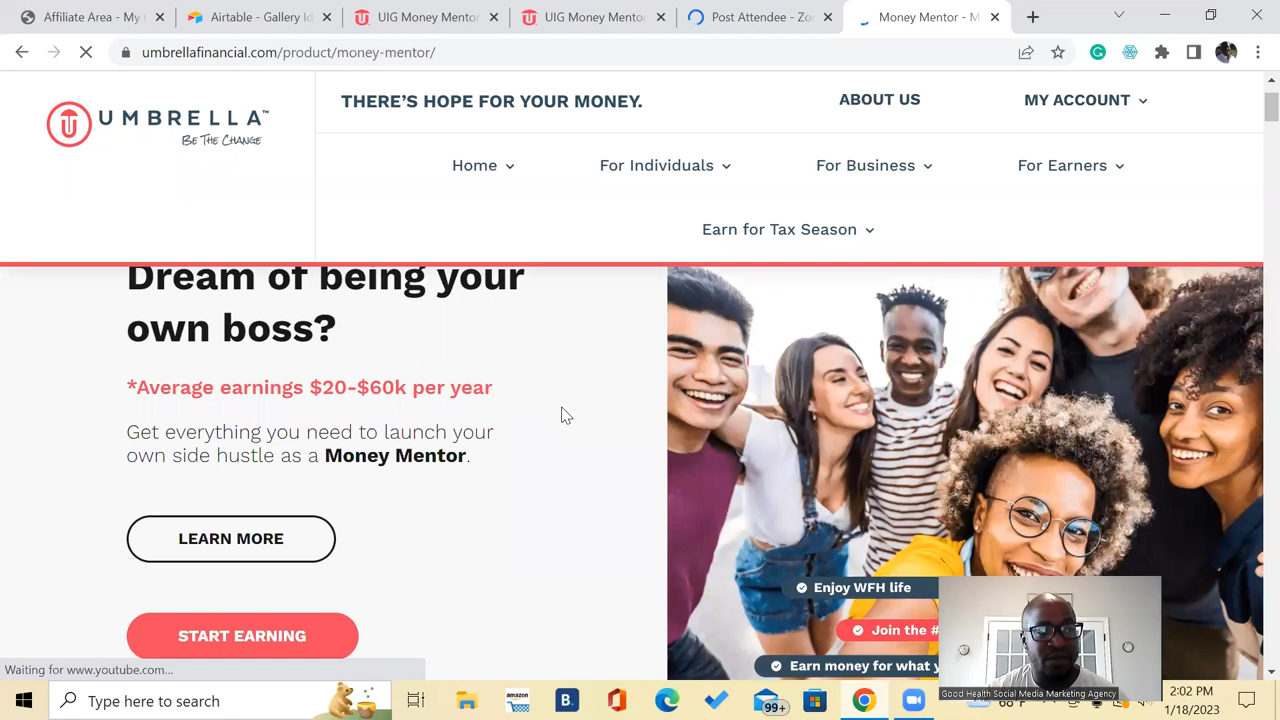 Affiliate Area - My
Airtable - Gallery
UIG Money Mento
UIG Money Mento
Post Attendee - Zo
Money Mentor - M
umbrellafinancial.com/product/money-mentor/
UMBRELLA™
BE THE CHANGE
THERE'S HOPE FOR YOUR MONEY.
ABOUT US
MY ACCOUNT
Home
For Individuals
For Business
For Earners
Earn for Tax Season
Dream of being your
own boss?
*Average earnings $20-$60k per year
Get everything you need to launch your
own side hustle as a Money Mentor.
LEARN MORE
START EARNING
Enjoy WFH life
Join the #
Earn money for what y
Waiting for www.youtube.com...
Good Health Social Media Marketing Agency
Type here to search
amazon
B.
99+
68°F
2:02 PM
1/18/2023